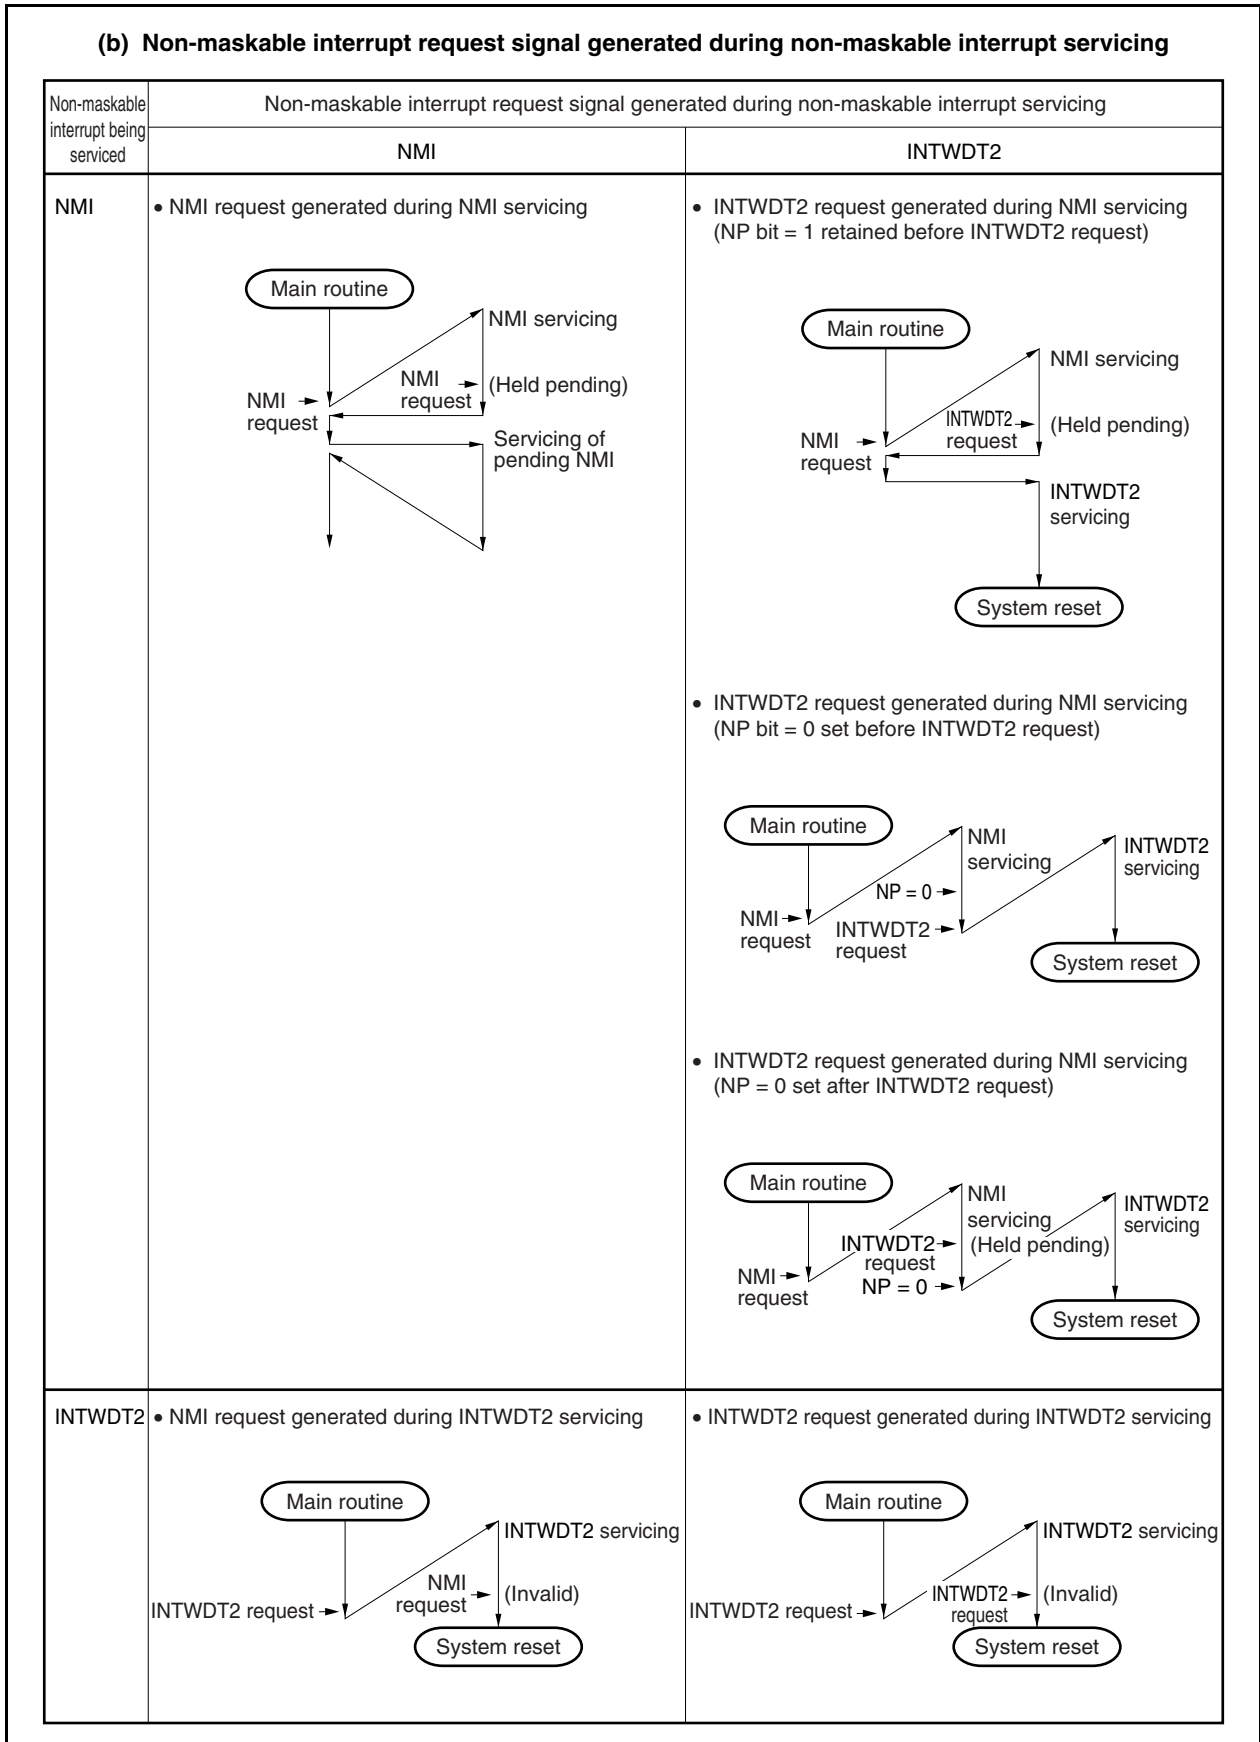 (b) Non-maskable interrupt request signal generated during non-maskable interrupt servicing
Non-maskable
interrupt being
serviced
Non-maskable interrupt request signal generated during non-maskable interrupt servicing
NMI
INTWDT2
NMI
• NMI request generated during NMI servicing
Main routine
NMI servicing
NMI
request
(Held pending)
NMI
request
Servicing of
pending NMI
• INTWDT2 request generated during NMI servicing
(NP bit = 1 retained before INTWDT2 request)
Main routine
NMI servicing
INTWDT2
request
(Held pending)
NMI
request
INTWDT2
servicing
System reset
• INTWDT2 request generated during NMI servicing
(NP bit = 0 set before INTWDT2 request)
Main routine
NMI
servicing
INTWDT2
servicing
NP = 0
NMI
request
INTWDT2
request
System reset
• INTWDT2 request generated during NMI servicing
(NP = 0 set after INTWDT2 request)
Main routine
NMI
servicing
(Held pending)
INTWDT2
servicing
INTWDT2
request
NMI
request
NP = 0
System reset
INTWDT2
• NMI request generated during INTWDT2 servicing
Main routine
INTWDT2 servicing
NMI
request
(Invalid)
INTWDT2 request
System reset
• INTWDT2 request generated during INTWDT2 servicing
Main routine
INTWDT2 servicing
INTWDT2
request
(Invalid)
INTWDT2 request
System reset